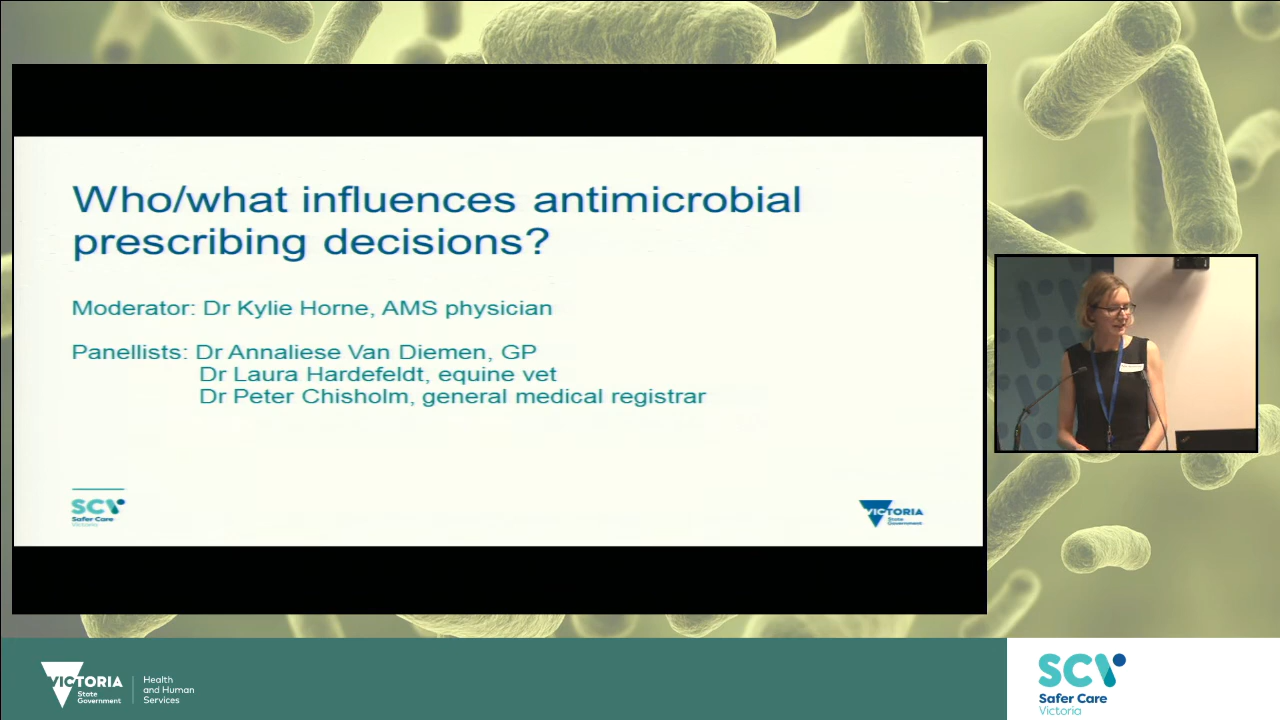 Who/what influences antimicrobial
prescribing decisions?
Moderator: Dr Kylie Horne, AMS physician
Panellists: Dr Annaliese Van Diemen, GP
Dr Laura Hardefeldt, equine vet
Dr Peter Chisholm, general medical registrar
SCV
Safer Care
Victoria
VICTORIA
State
Government
VICTORIA
State
Government
Health
and Human
Services
SCV
Safer Care
Victoria